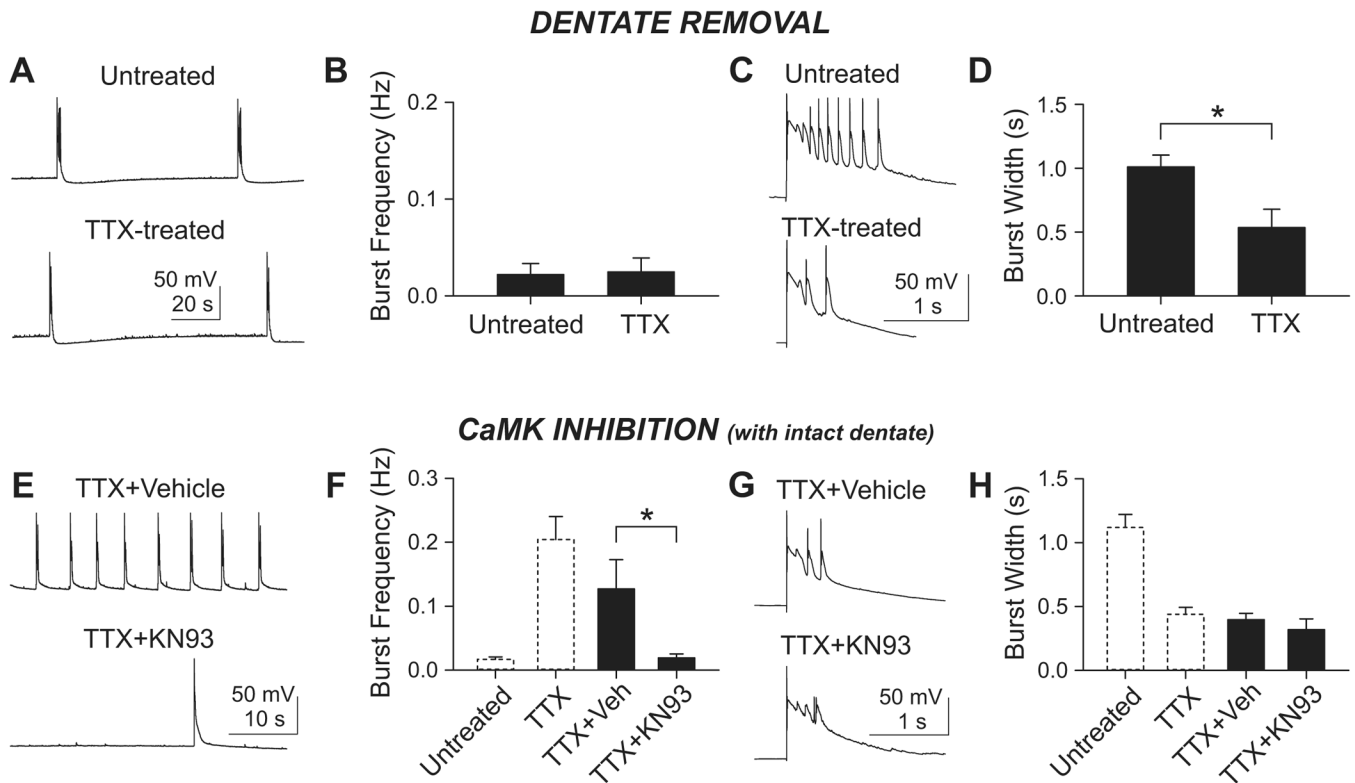 DENTATE REMOVAL
A
Untreated
TTX-treated
50 mV
20 s
B
Burst Frequency (Hz)
0.2
0.1
0.0
Untreated
TTX
C
Untreated
TTX-treated
50 mV
1 s
D
Burst Width (s)
1.5
1.0
0.5
0.0
*
Untreated
TTX
CaMK INHIBITION (with intact dentate)
E
TTX+Vehicle
TTX+KN93
50 mV
10 s
F
Burst Frequency (Hz)
0.3
0.2
0.1
0.0
*
Untreated
TTX
TTX+Veh
TTX+KN93
G
TTX+Vehicle
TTX+KN93
50 mV
1 s
H
Burst Width (s)
1.5
1.0
0.5
0.0
Untreated
TTX
TTX+Veh
TTX+KN93